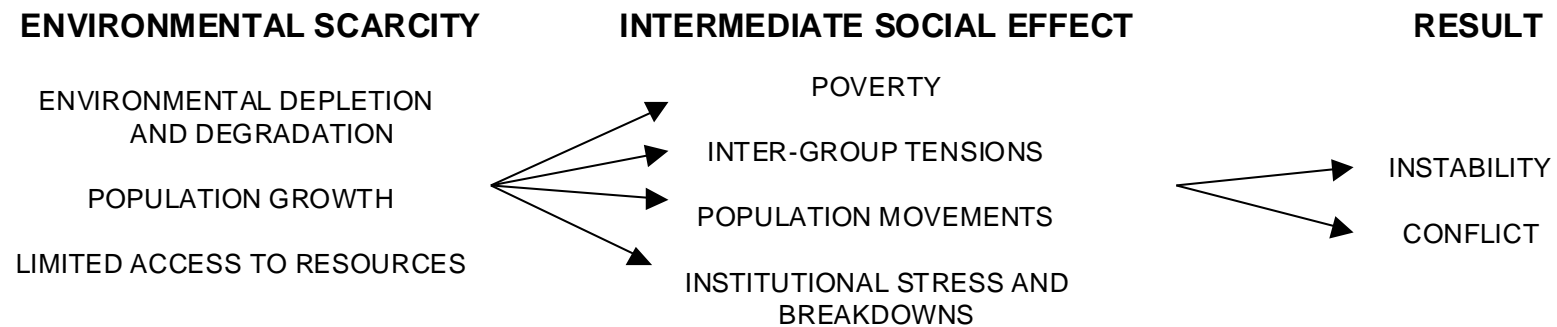 ENVIRONMENTAL SCARCITY
ENVIRONMENTAL DEPLETION
AND DEGRADATION
POPULATION GROWTH
LIMITED ACCESS TO RESOURCES
INTERMEDIATE SOCIAL EFFECT
POVERTY
INTER-GROUP TENSIONS
POPULATION MOVEMENTS
INSTITUTIONAL STRESS AND
BREAKDOWNS
RESULT
INSTABILITY
CONFLICT